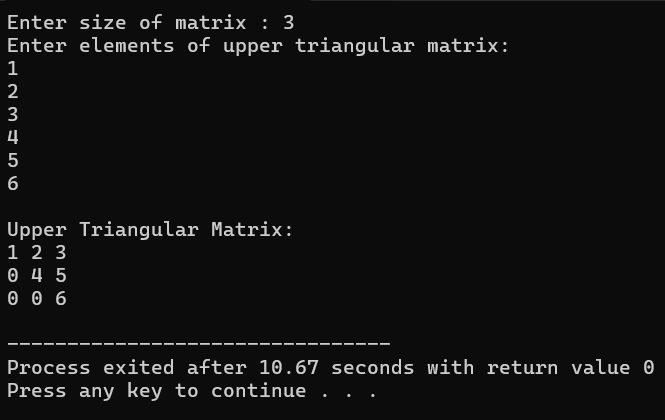 Enter size of matrix : 3
Enter elements of upper triangular matrix:
1
2
3
4
5
6

Upper Triangular Matrix:
1 2 3
0 4 5
0 0 6

--------------------------------
Process exited after 10.67 seconds with return value 0
Press any key to continue . . .